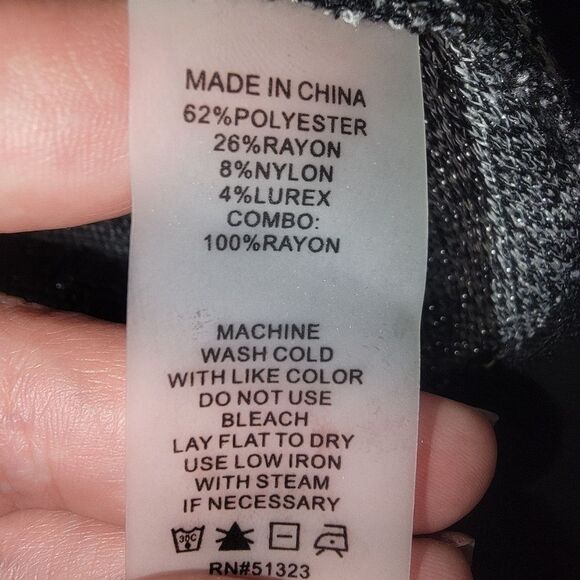 MADE IN CHINA
62%POLYESTER
26%RAYON
8%NYLON
4%LUREX
COMBO:
100%RAYON
MACHINE
WASH COLD
WITH LIKE COLOR
DO NOT USE
BLEACH
LAY FLAT TO DRY
USE LOW IRON
WITH STEAM
IF NECESSARY
30C
RN#51323